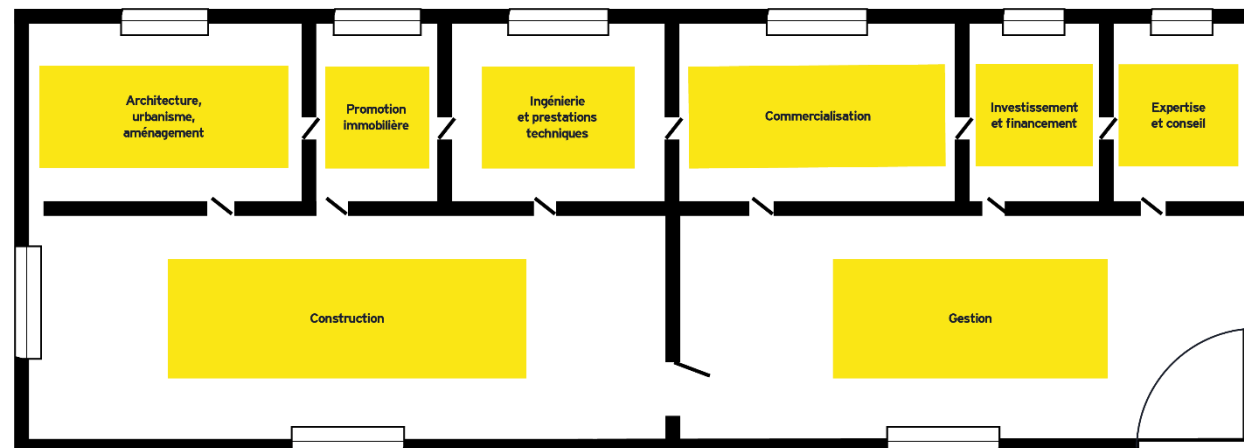 Architecture,
urbanisme,
aménagement
Promotion
immobilière
Ingénierie
et prestations
techniques
Commercialisation
Investissement
et financement
Expertise
et conseil
Construction
Gestion